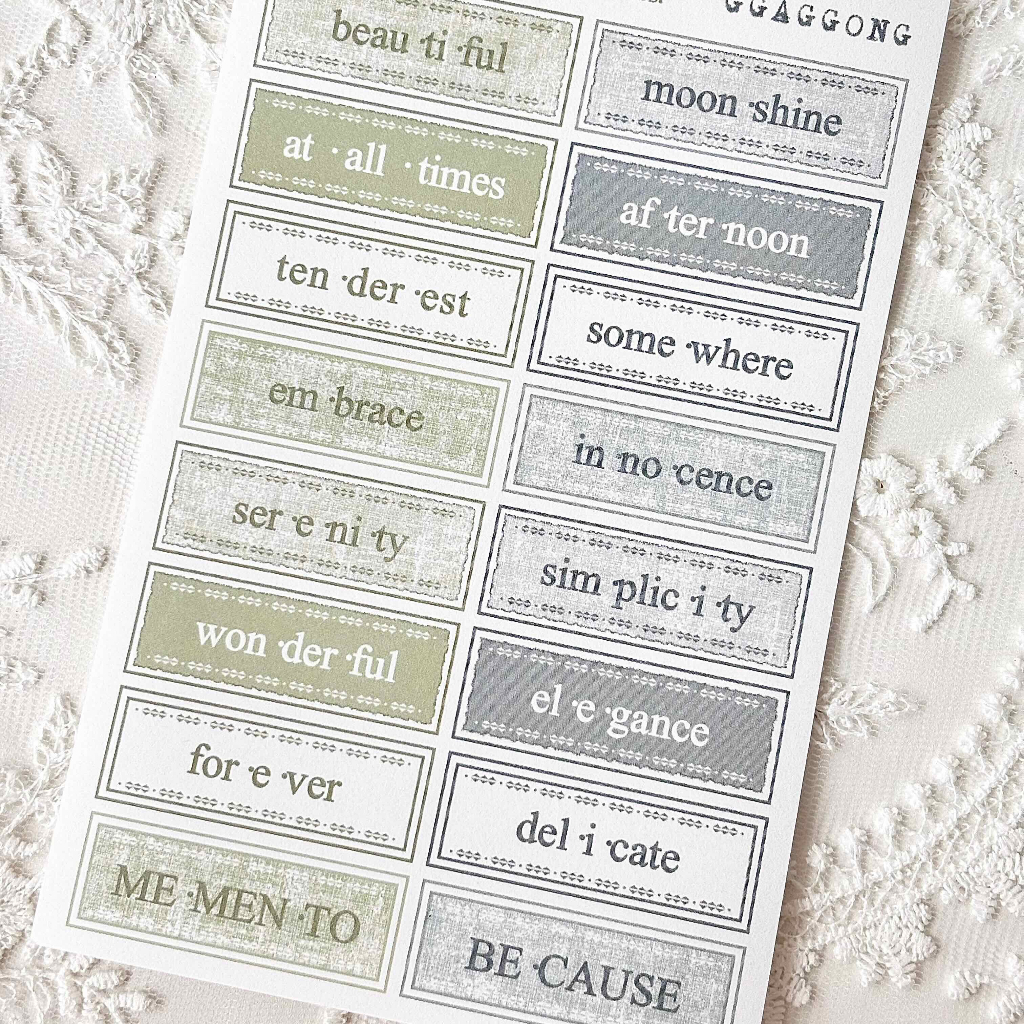 GGAGGONG
beau·ti·ful
at·all·times
ten·der·est
em·brace
ser·e·ni·ty
won·der·ful
for·e·ver
ME·MEN·TO
moon·shine
af·ter·noon
some·where
in·no·cence
sim·plic·i·ty
el·e·gance
del·i·cate
BE·CAUSE